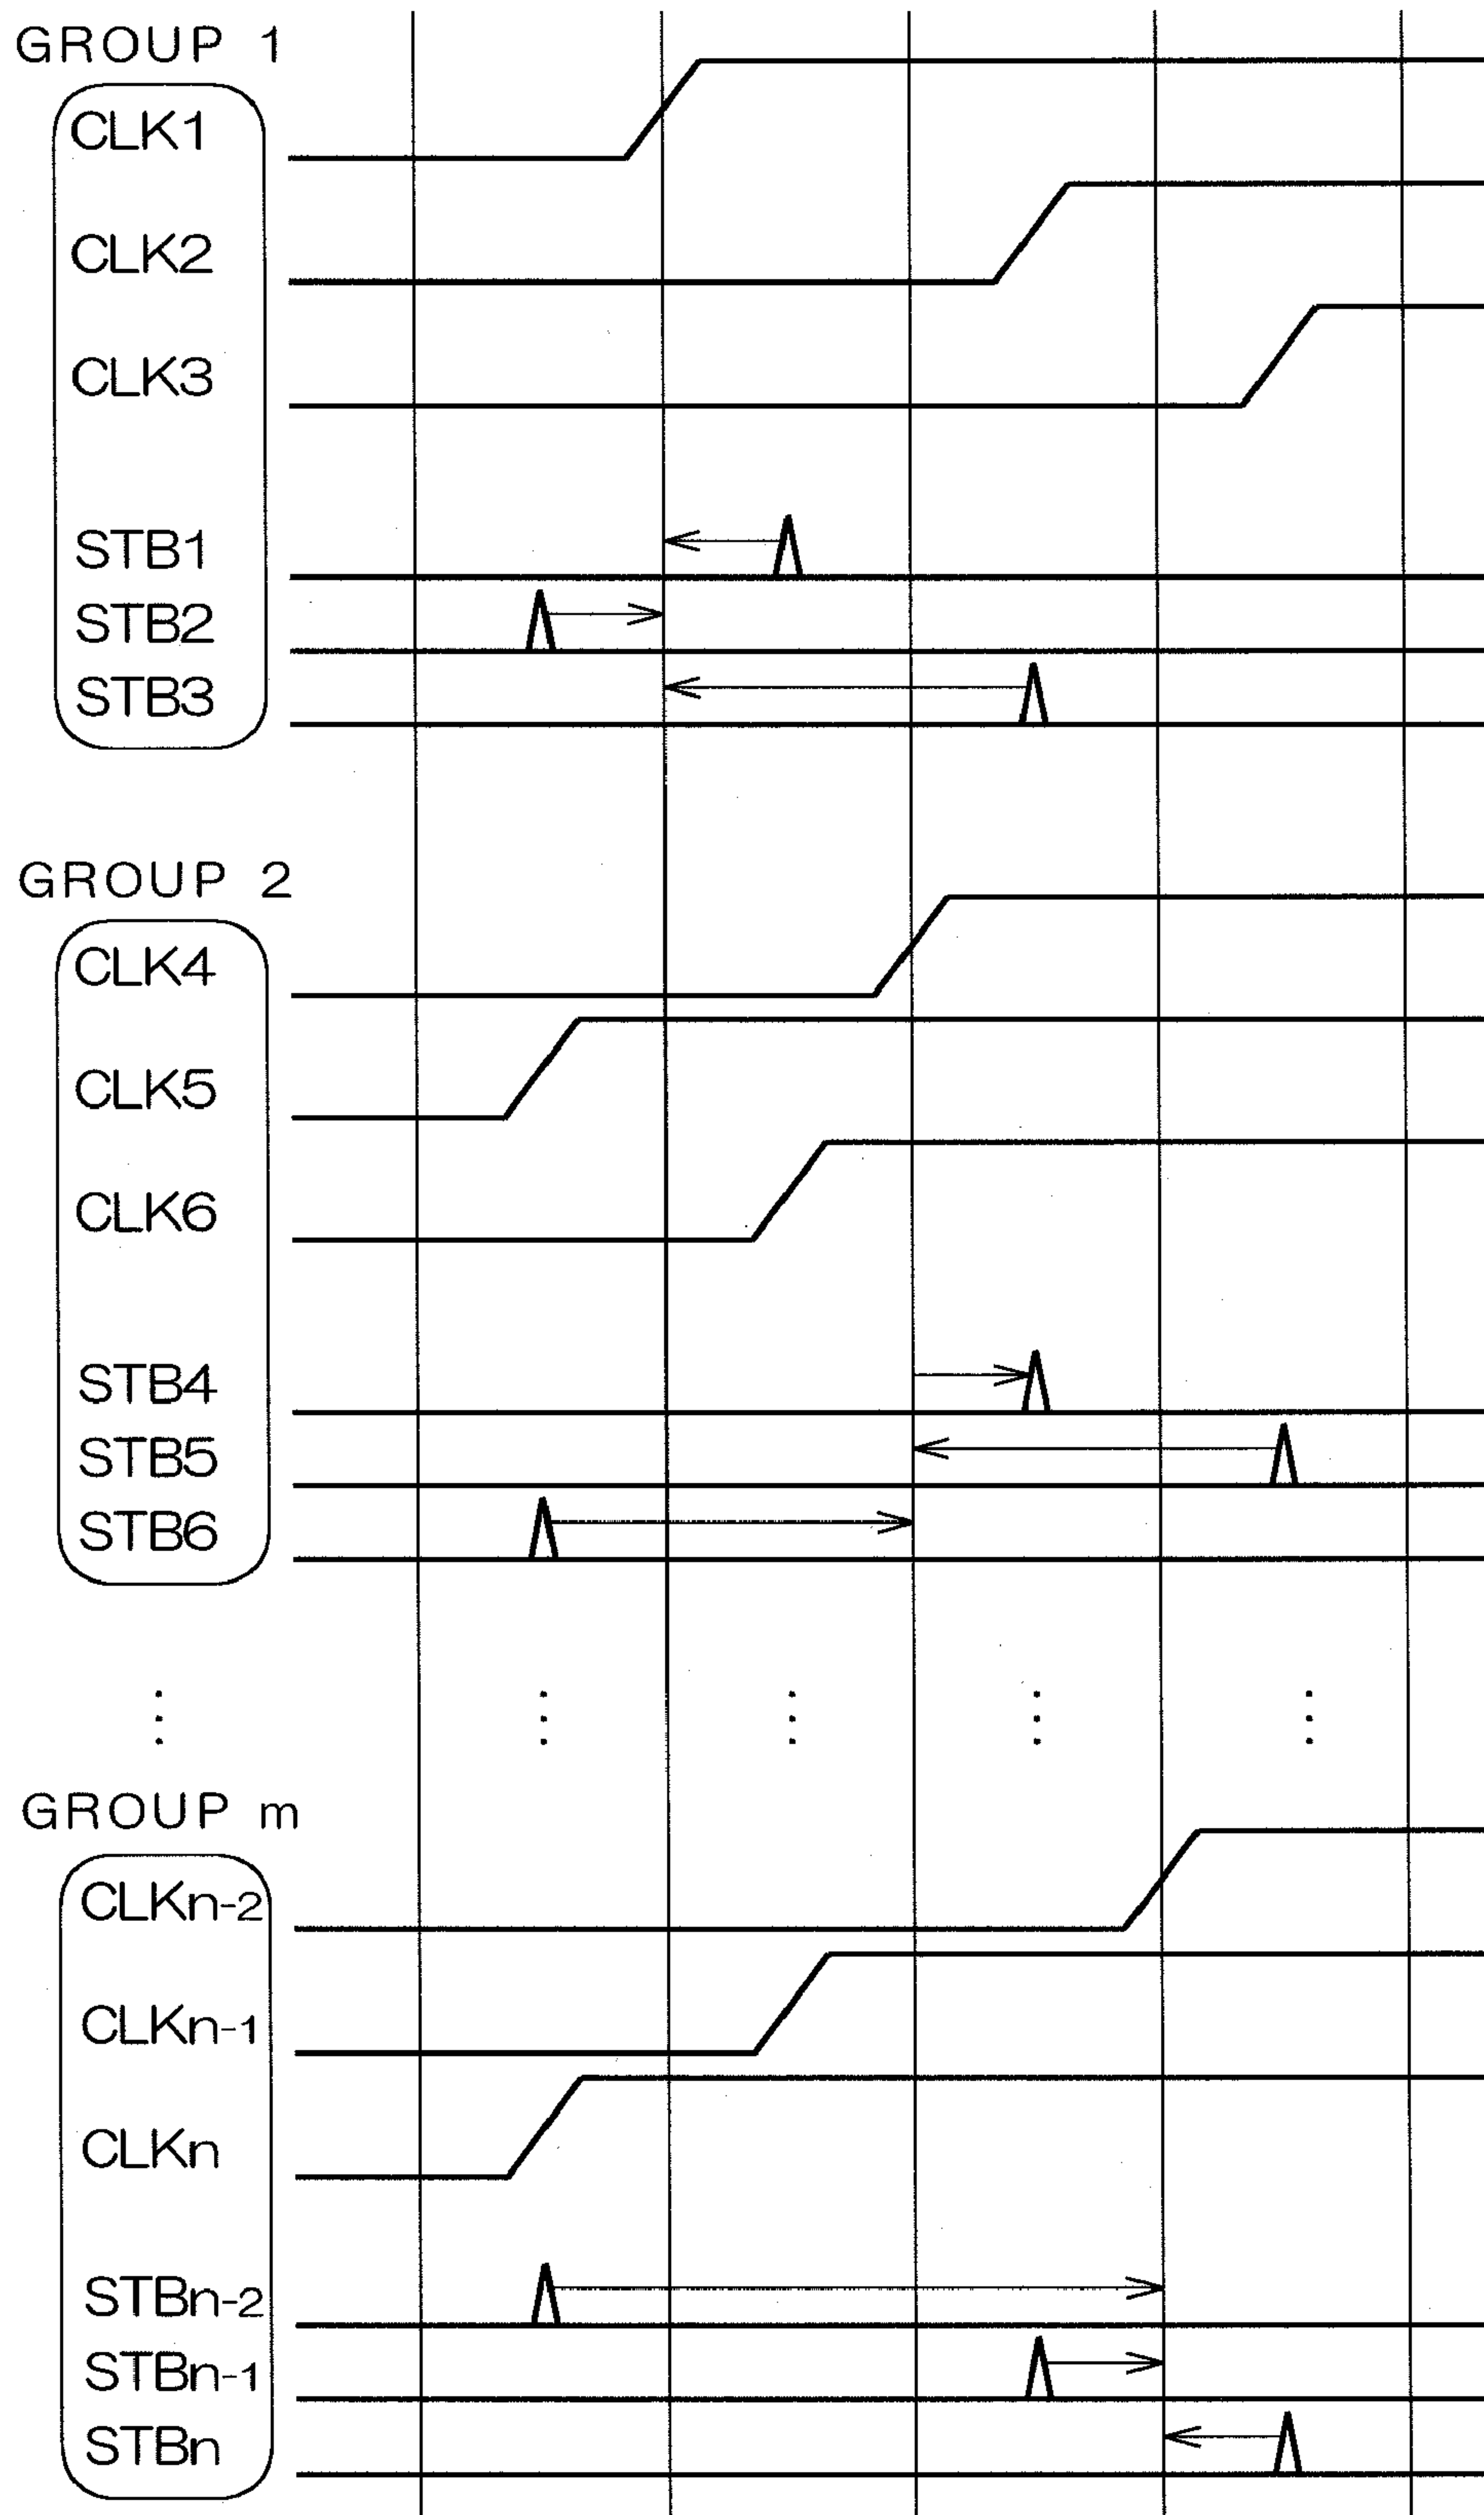 GROUP 1
CLK1
CLK2
CLK3
STB1
STB2
STB3
GROUP 2
CLK4
CLK5
CLK6
STB4
STB5
STB6
GROUP m
CLKn-2
CLKn-1
CLKn
STBn-2
STBn-1
STBn